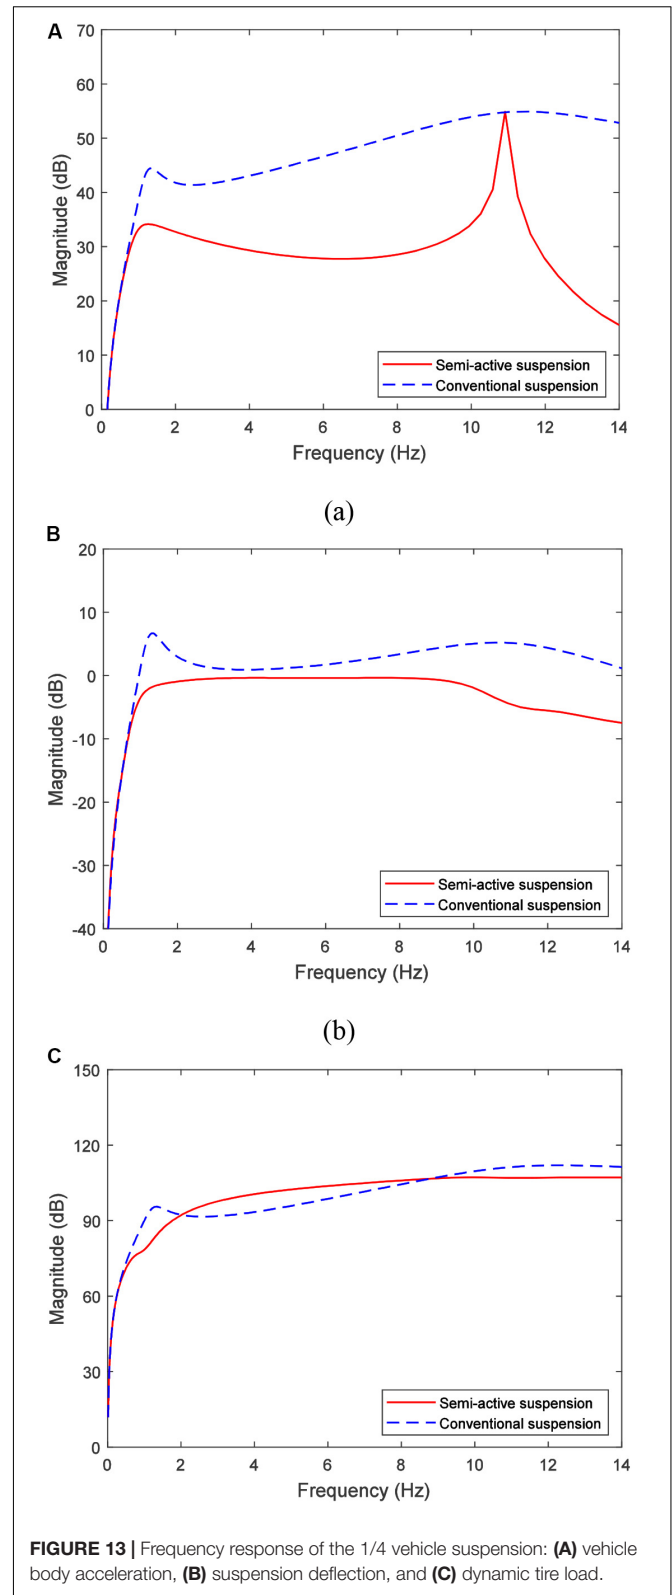 A
70
60
50
40
30
20
10
0
Magnitude (dB)
0 2 4 6 8 10 12 14
Frequency (Hz)
Semi-active suspension
Conventional suspension
(a)
B
20
10
0
-10
-20
-30
-40
Magnitude (dB)
0 2 4 6 8 10 12 14
Frequency (Hz)
Semi-active suspension
Conventional suspension
(b)
C
150
120
90
60
30
0
Magnitude (dB)
0 2 4 6 8 10 12 14
Frequency (Hz)
Semi-active suspension
Conventional suspension
FIGURE 13 | Frequency response of the 1/4 vehicle suspension: (A) vehicle
body acceleration, (B) suspension deflection, and (C) dynamic tire load.